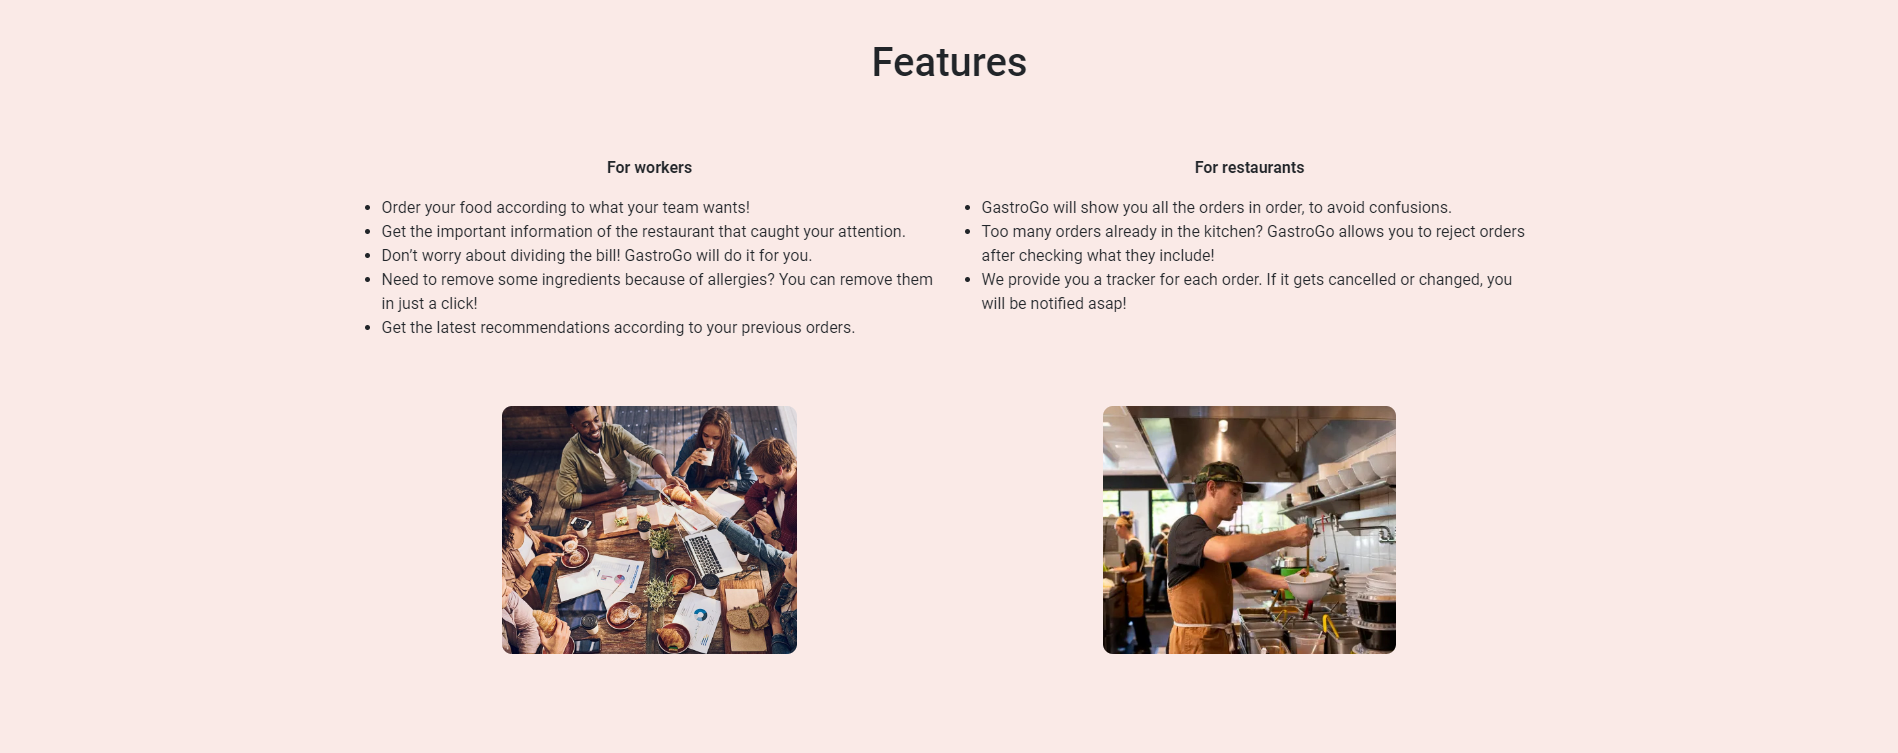 Features
For workers
Order your food according to what your team wants!
Get the important information of the restaurant that caught your attention.
Don’t worry about dividing the bill! GastroGo will do it for you.
Need to remove some ingredients because of allergies? You can remove them
in just a click!
Get the latest recommendations according to your previous orders.
For restaurants
GastroGo will show you all the orders in order, to avoid confusions.
Too many orders already in the kitchen? GastroGo allows you to reject orders
after checking what they include!
We provide you a tracker for each order. If it gets cancelled or changed, you
will be notified asap!